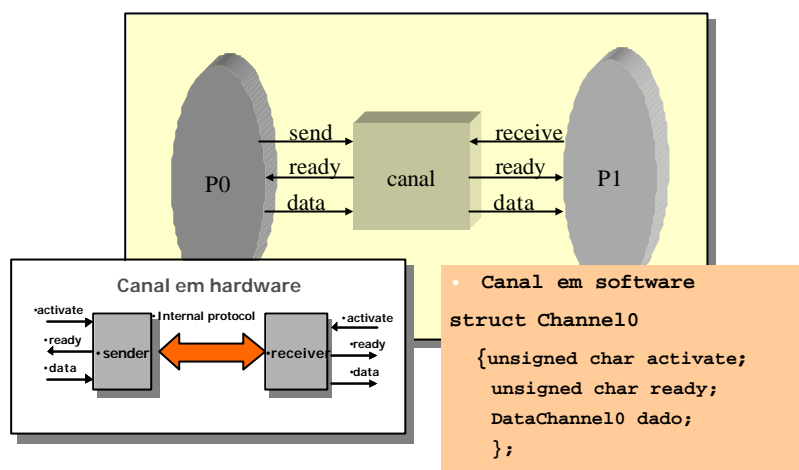 send
receive
P0
ready
canal
ready
P1
data
data
Canal em hardware
•activate
•Internal protocol
•activate
•ready
•sender
•receiver
•ready
•data
•data
• Canal em software
struct Channel0
{unsigned char activate;
unsigned char ready;
DataChannel0 dado;
};